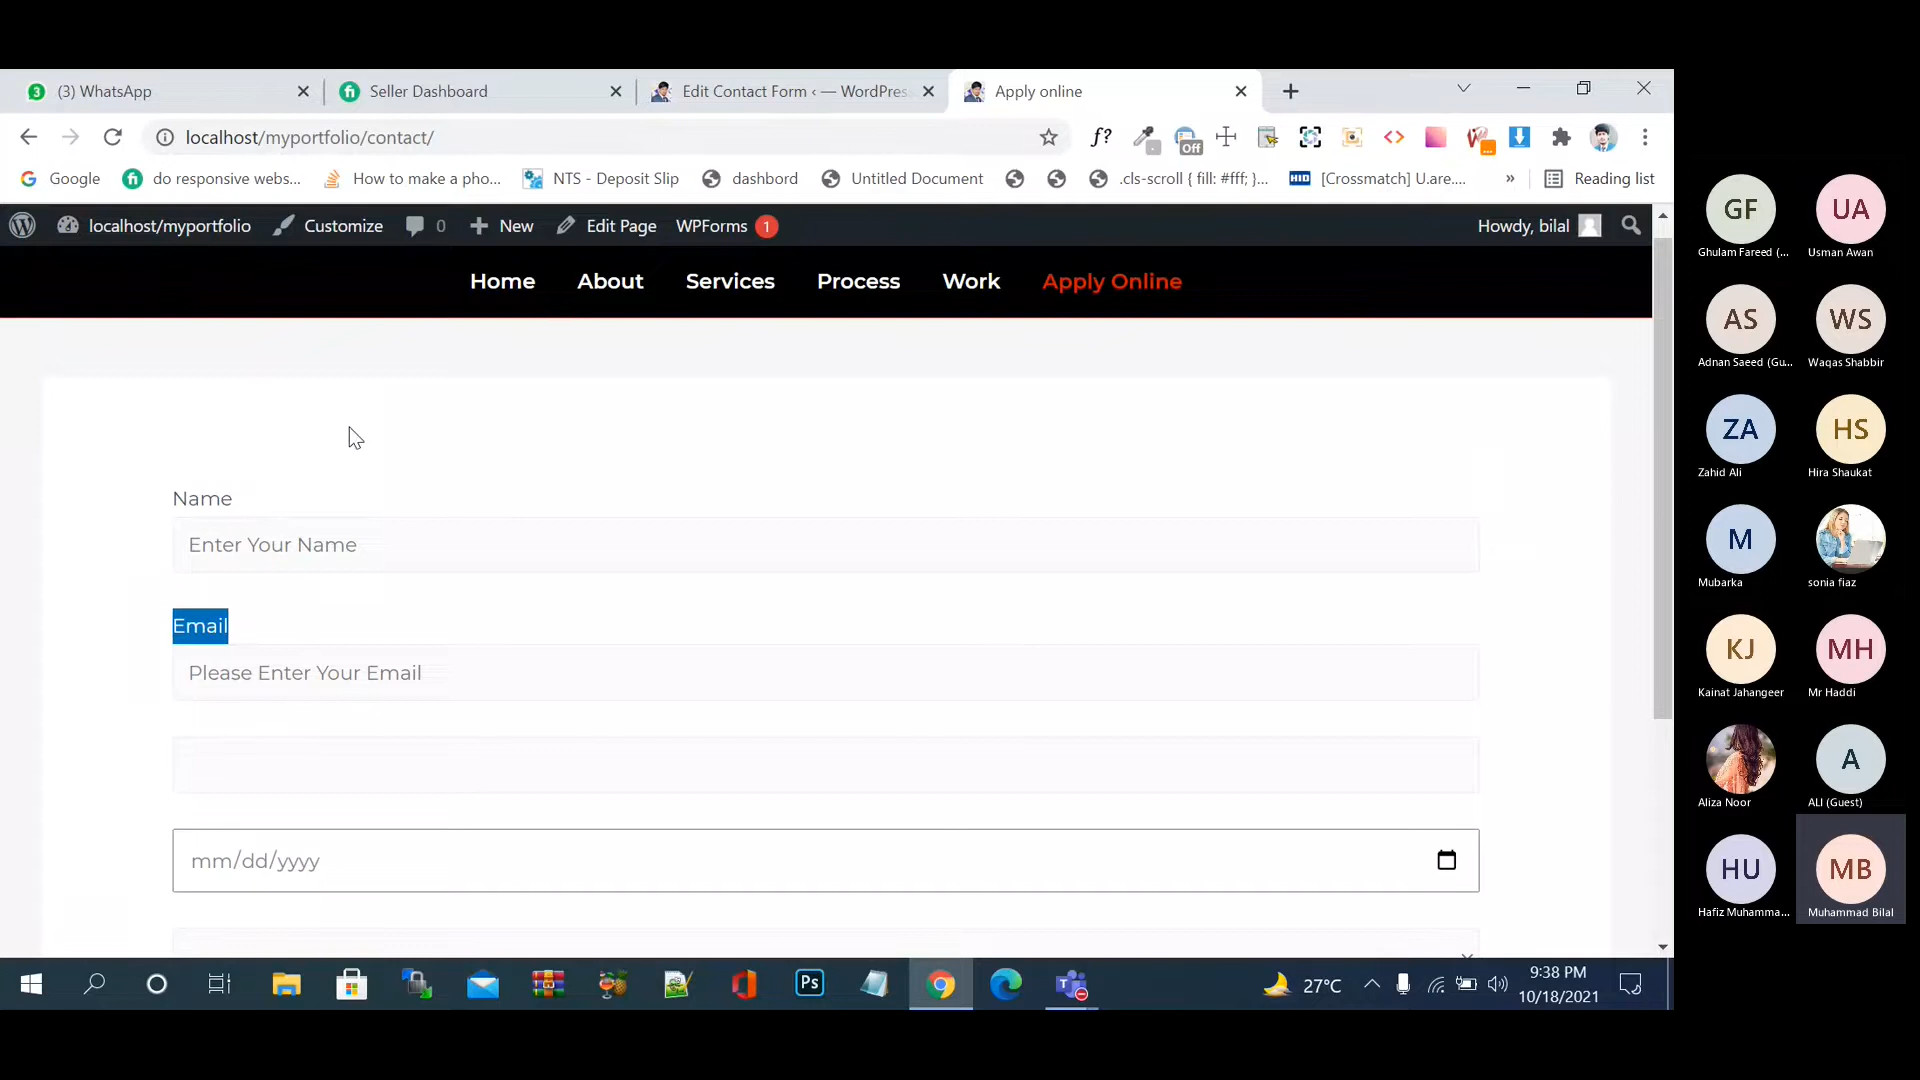 3 (3) WhatsApp
Seller Dashboard
Edit Contact Form ‹ — WordPres
Apply online
localhost/myportfolio/contact/
f?
Off
Google
do responsive webs...
How to make a pho...
NTS - Deposit Slip
dashbord
Untitled Document
.cls-scroll { fill: #fff; }...
HID [Crossmatch] U.are....
»
Reading list
localhost/myportfolio
Customize
0
New
Edit Page
WPForms 1
Howdy, bilal
Home
About
Services
Process
Work
Apply Online
Name
Enter Your Name
Email
Please Enter Your Email
mm/dd/yyyy
Ps
27°C
9:38 PM
10/18/2021
GF
Ghulam Fareed (...
UA
Usman Awan
AS
Adnan Saeed (Gu...
WS
Waqas Shabbir
ZA
Zahid Ali
HS
Hira Shaukat
M
Mubarka
sonia fiaz
KJ
Kainat Jahangeer
MH
Mr Haddi
Aliza Noor
A
ALI (Guest)
HU
Hafiz Muhamma...
MB
Muhammad Bilal